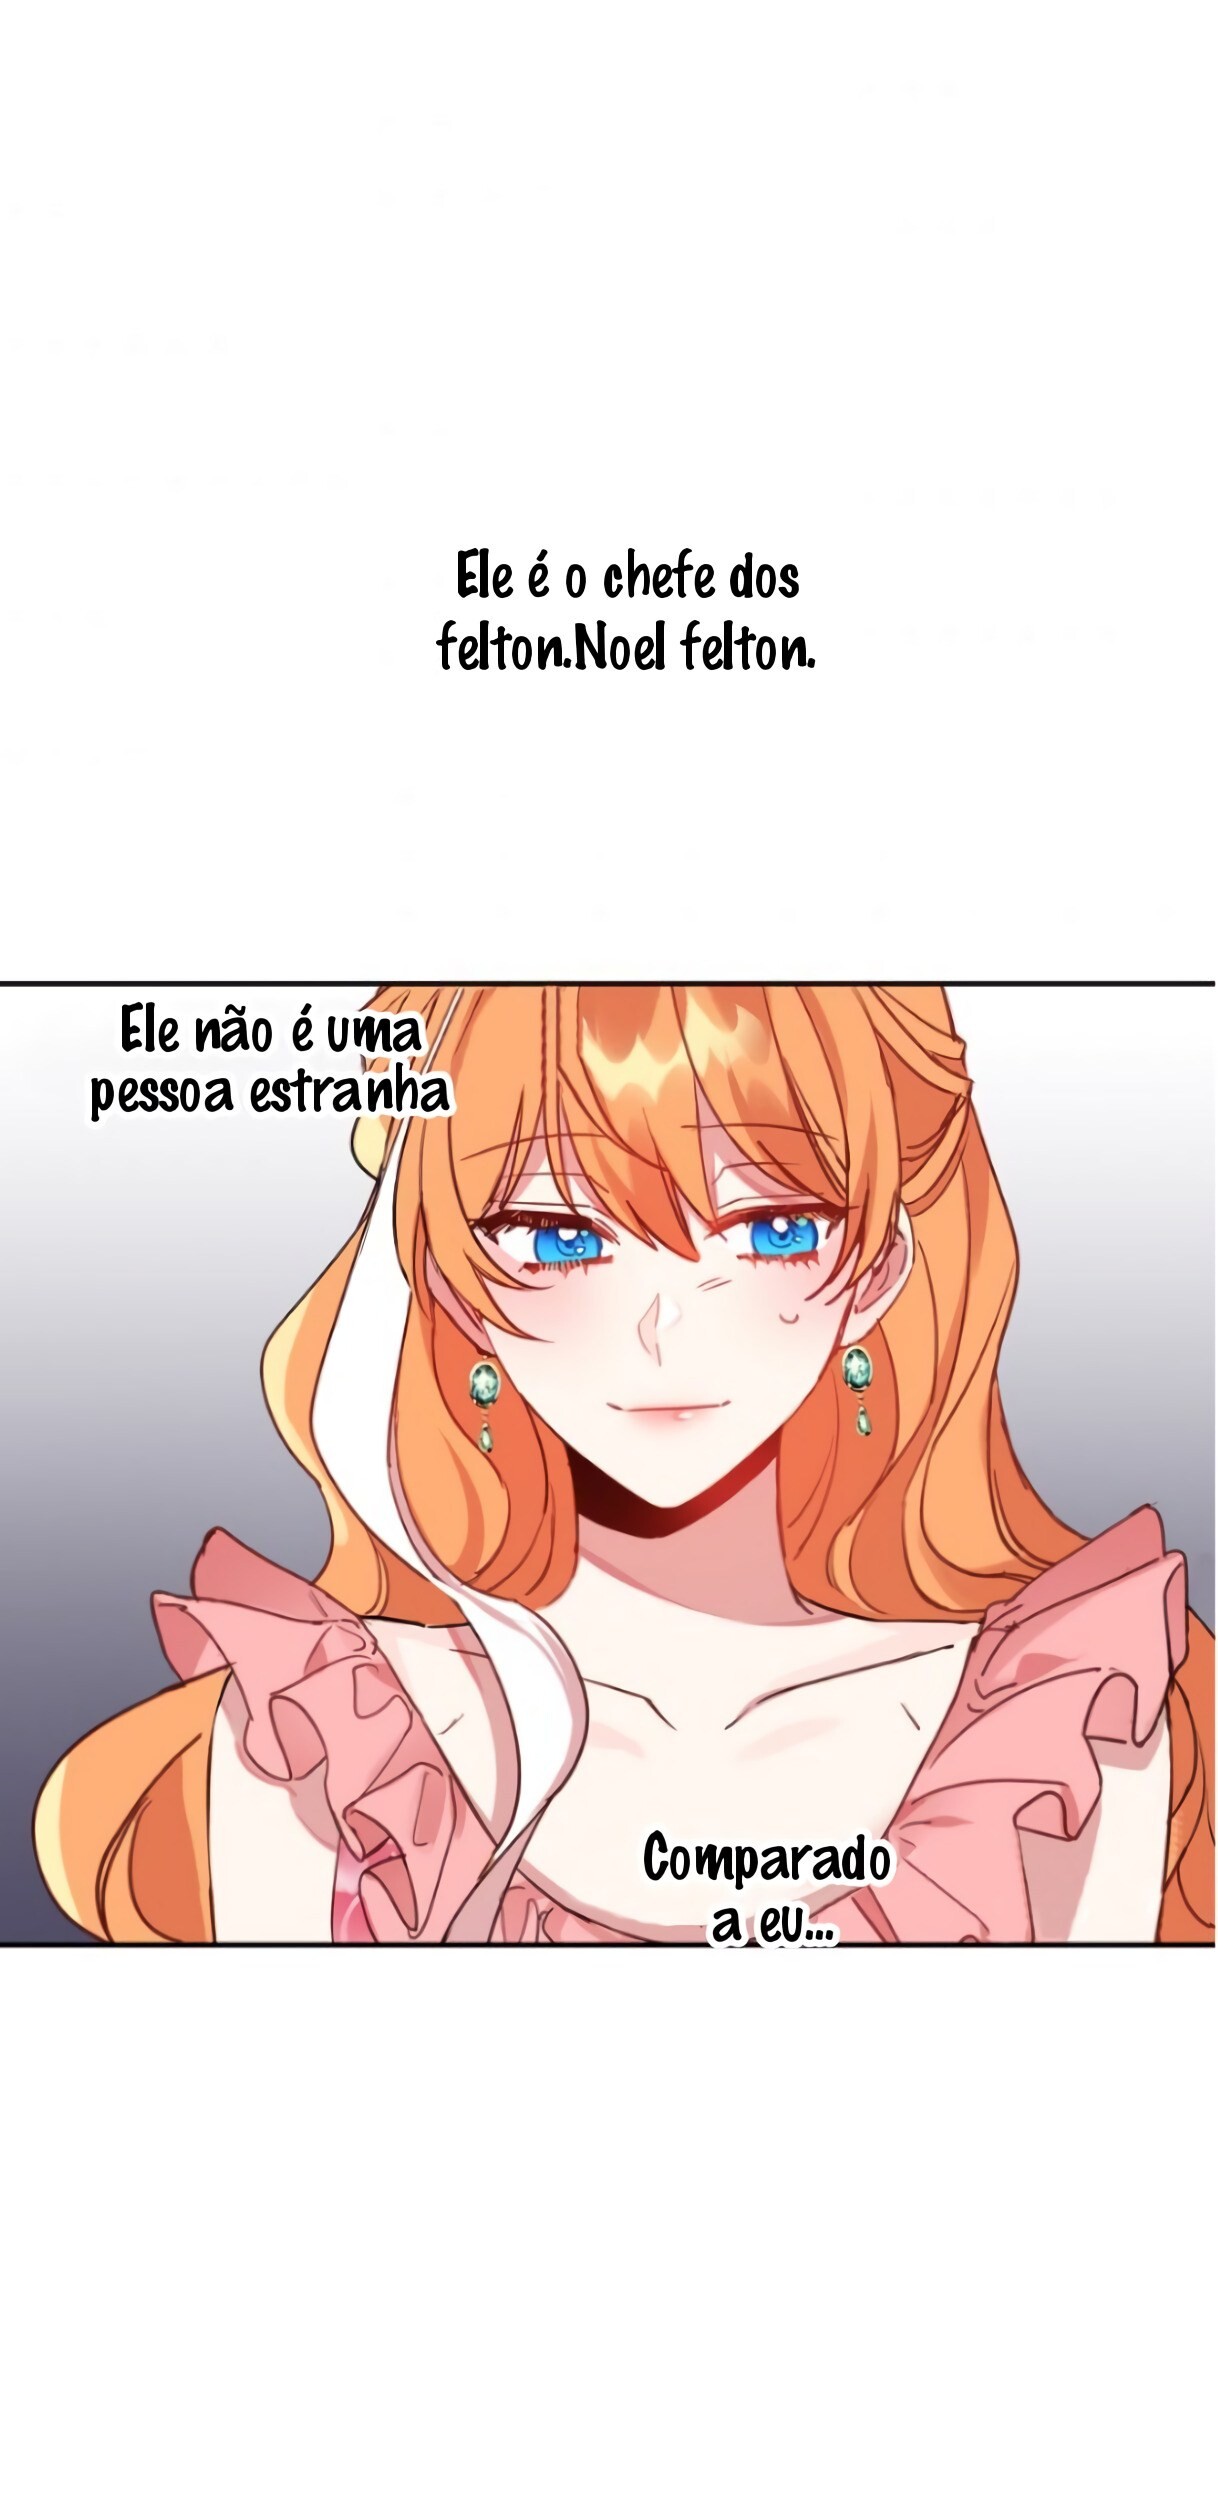 Ele é o chefe dos
felton.Noel felton.
Ele não é uma
pessoa estranha
Comparado
a eu...